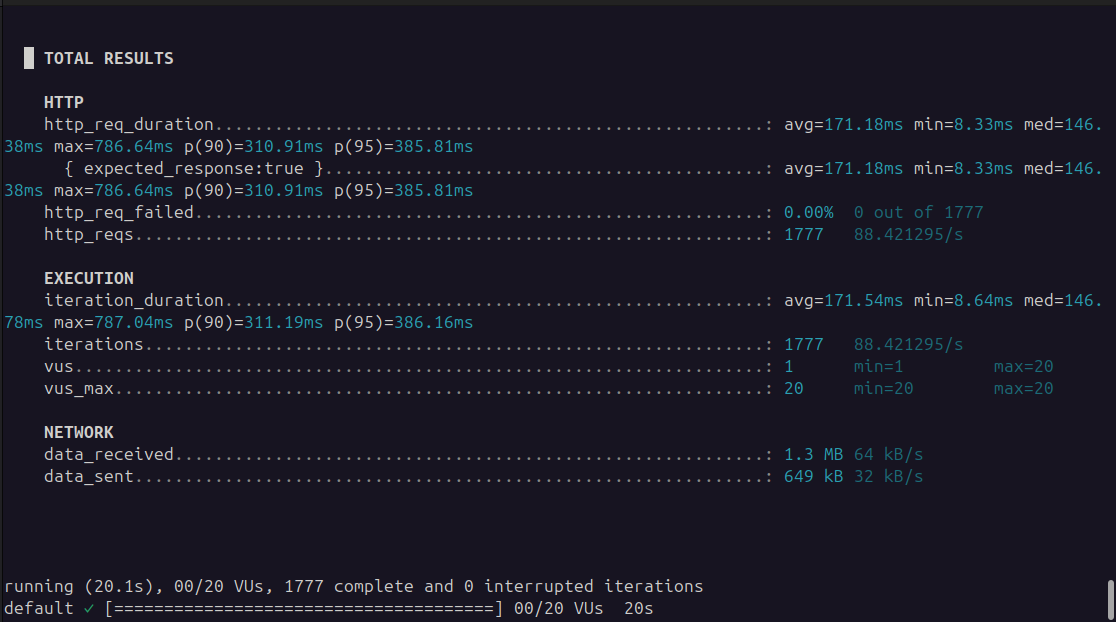 TOTAL RESULTS
HTTP
http_req_duration.......................................................: avg=171.18ms min=8.33ms med=146.
38ms max=786.64ms p(90)=310.91ms p(95)=385.81ms
{ expected_response:true }............................................: avg=171.18ms min=8.33ms med=146.
38ms max=786.64ms p(90)=310.91ms p(95)=385.81ms
http_req_failed.........................................................: 0.00% 0 out of 1777
http_reqs...............................................................: 1777 88.421295/s
EXECUTION
iteration_duration......................................................: avg=171.54ms min=8.64ms med=146.
78ms max=787.04ms p(90)=311.19ms p(95)=386.16ms
iterations..............................................................: 1777 88.421295/s
vus.....................................................................: 1 min=1 max=20
vus_max.................................................................: 20 min=20 max=20
NETWORK
data_received...........................................................: 1.3 MB 64 kB/s
data_sent...............................................................: 649 kB 32 kB/s
running (20.1s), 00/20 VUs, 1777 complete and 0 interrupted iterations
default ✓ [======================================] 00/20 VUs 20s